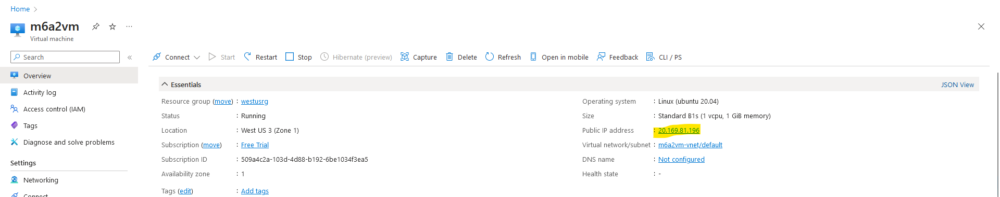 Home >
m6a2vm ...
Virtual machine
Search «
Connect Start Restart Stop Hibernate (preview) Capture Delete Refresh Open in mobile Feedback CLI / PS
Overview
Activity log
Access control (IAM)
Tags
Diagnose and solve problems
Settings
Networking
Connect
Essentials JSON View
Resource group (move) : westusrg
Status : Running
Location : West US 3 (Zone 1)
Subscription (move) : Free Trial
Subscription ID : 509a4c2a-103d-4d88-b192-6be1034f3ea5
Availability zone : 1
Tags (edit) : Add tags
Operating system : Linux (ubuntu 20.04)
Size : Standard B1s (1 vcpu, 1 GiB memory)
Public IP address : 20.169.81.196
Virtual network/subnet : m6a2vm-vnet/default
DNS name : Not configured
Health state : -